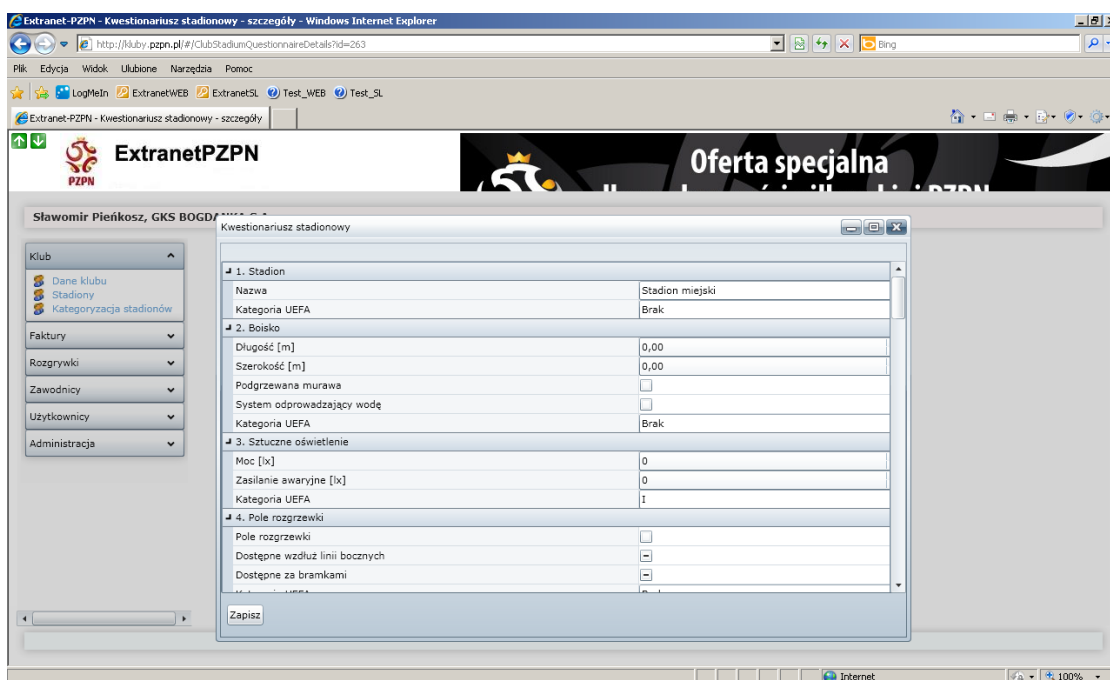 Extranet-PZPN - Kwestionariusz stadionowy - szczegóły - Windows Internet Explorer
http://kluby.pzpn.pl/#/ClubStadiumQuestionnaireDetails?id=263
Bing
Plik Edycja Widok Ulubione Narzędzia Pomoc
LogMeIn ExtranetWEB ExtranetSL Test_WEB Test_SL
Extranet-PZPN - Kwestionariusz stadionowy - szczegóły
PZPN
ExtranetPZPN
Oferta specjalna
Sławomir Pieńkosz, GKS BOGDANKA S.A.
Kwestionariusz stadionowy
Klub
Dane klubu
Stadiony
Kategoryzacja stadionów
Faktury
Rozgrywki
Zawodnicy
Użytkownicy
Administracja
1. Stadion
Nazwa Stadion miejski
Kategoria UEFA Brak
2. Boisko
Długość [m] 0,00
Szerokość [m] 0,00
Podgrzewana murawa
System odprowadzający wodę
Kategoria UEFA Brak
3. Sztuczne oświetlenie
Moc [lx] 0
Zasilanie awaryjne [lx] 0
Kategoria UEFA I
4. Pole rozgrzewki
Pole rozgrzewki
Dostępne wzdłuż linii bocznych
Dostępne za bramkami
Kategoria UEFA Brak
Zapisz
Internet
100%